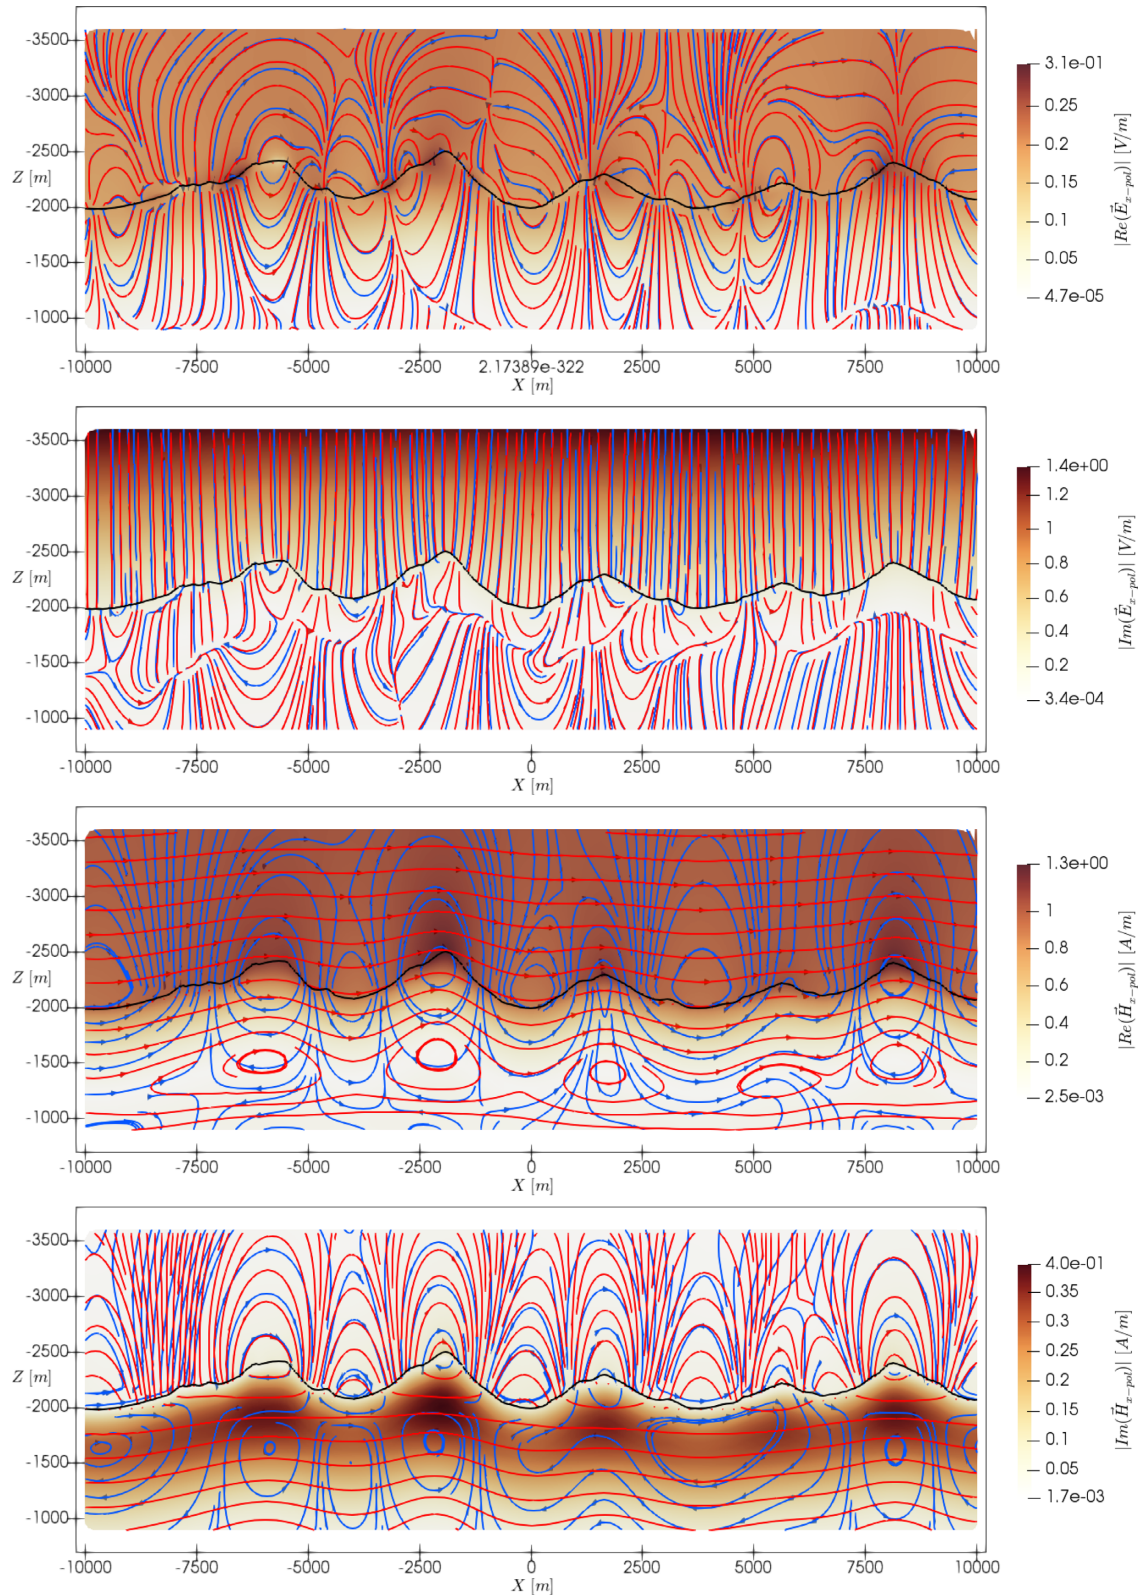 -3500
-3000
-2500
Z [m]
-2000
-1500
-1000
-10000 -7500 -5000 -2500 2.17389e-322 2500 5000 7500 10000
X [m]
3.1e-01
0.25
0.2
0.15
0.1
0.05
4.7e-05
|Re(E⃗ₓ₋ₚₒₗ)| [V/m]
-3500
-3000
-2500
Z [m]
-2000
-1500
-1000
-10000 -7500 -5000 -2500 0 2500 5000 7500 10000
X [m]
1.4e+00
1.2
1
0.8
0.6
0.4
0.2
3.4e-04
|Im(E⃗ₓ₋ₚₒₗ)| [V/m]
-3500
-3000
-2500
Z [m]
-2000
-1500
-1000
-10000 -7500 -5000 -2500 0 2500 5000 7500 10000
X [m]
1.3e+00
1
0.8
0.6
0.4
0.2
2.5e-03
|Re(H⃗ₓ₋ₚₒₗ)| [A/m]
-3500
-3000
-2500
Z [m]
-2000
-1500
-1000
-10000 -7500 -5000 -2500 0 2500 5000 7500 10000
X [m]
4.0e-01
0.35
0.3
0.25
0.2
0.15
0.1
0.05
1.7e-03
|Im(H⃗ₓ₋ₚₒₗ)| [A/m]